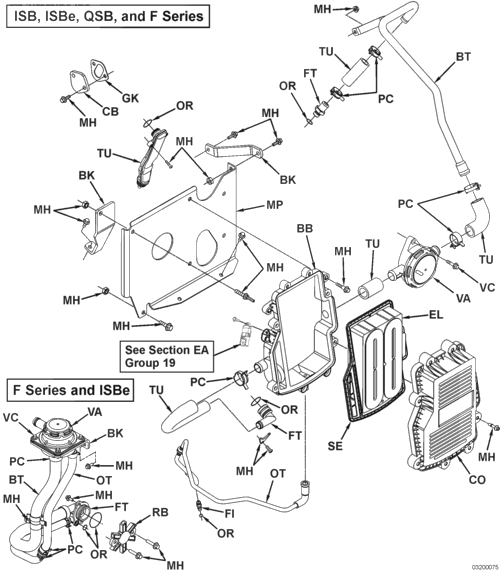 ISB, ISBe, QSB, and F Series
MH
TU
BT
FT
PC
OR
GK
CB
MH
OR
TU
MH
MH
BK
BK
MP
MH
PC
TU
BB
MH
TU
VC
VA
MH
MH
MH
EL
See Section EA
Group 19
PC
TU
OR
FT
MH
SE
MH
CO
OT
FI
OR
F Series and ISBe
VC
VA
BK
PC
MH
BT
OT
MH
MH
FT
RB
OR
PC
MH
03200075